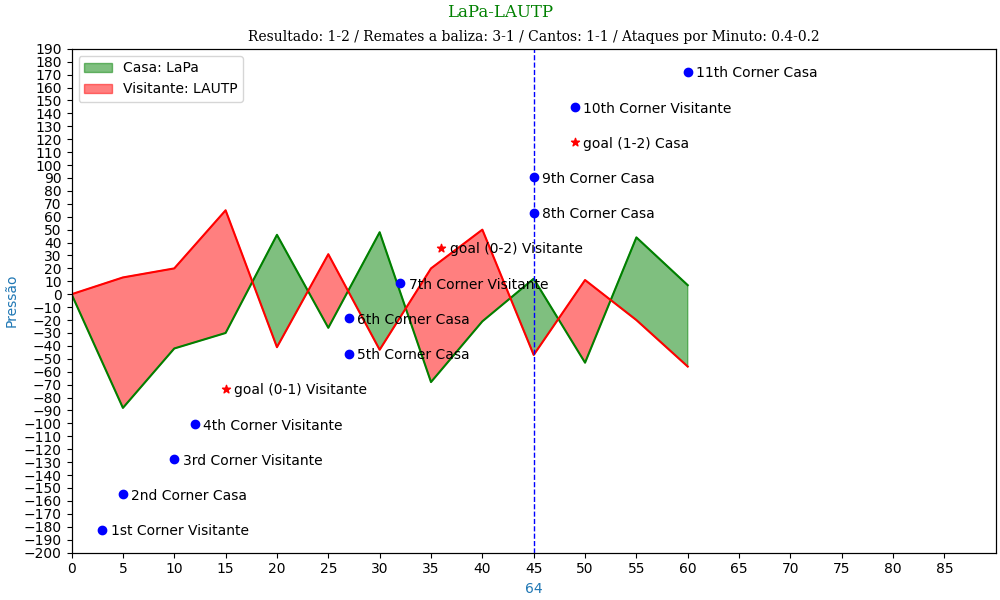 LaPa-LAUTP
Resultado: 1-2 / Remates a baliza: 3-1 / Cantos: 1-1 / Ataques por Minuto: 0.4-0.2
Casa: LaPa
Visitante: LAUTP
Pressão
190
180
170
160
150
140
130
120
110
100
90
80
70
60
50
40
30
20
10
0
−10
−20
−30
−40
−50
−60
−70
−80
−90
−100
−110
−120
−130
−140
−150
−160
−170
−180
−190
−200
11th Corner Casa
10th Corner Visitante
goal (1-2) Casa
9th Corner Casa
8th Corner Casa
goal (0-2) Visitante
7th Corner Visitante
6th Corner Casa
5th Corner Casa
goal (0-1) Visitante
4th Corner Visitante
3rd Corner Visitante
2nd Corner Casa
1st Corner Visitante
0 5 10 15 20 25 30 35 40 45 50 55 60 65 70 75 80 85
64